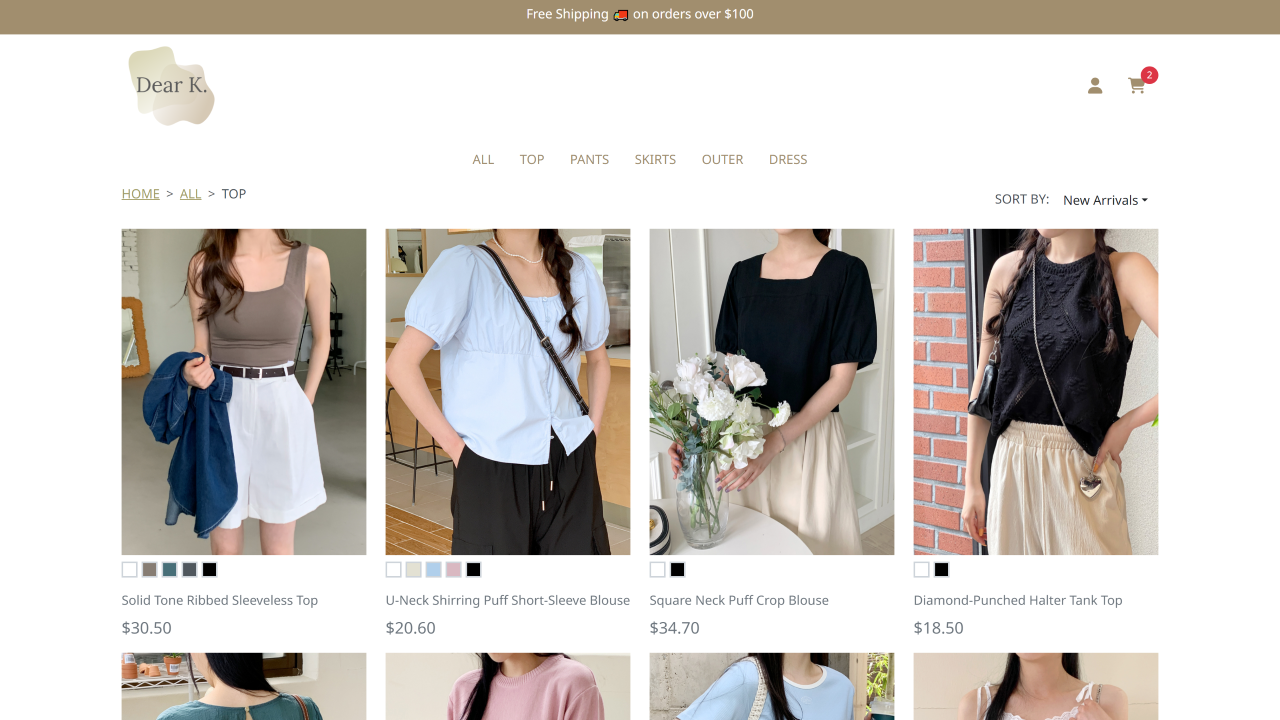 Free Shipping 🚚 on orders over $100
Dear K.
2
ALL TOP PANTS SKIRTS OUTER DRESS
HOME > ALL > TOP
SORT BY: New Arrivals
Solid Tone Ribbed Sleeveless Top
$30.50
U-Neck Shirring Puff Short-Sleeve Blouse
$20.60
Square Neck Puff Crop Blouse
$34.70
Diamond-Punched Halter Tank Top
$18.50